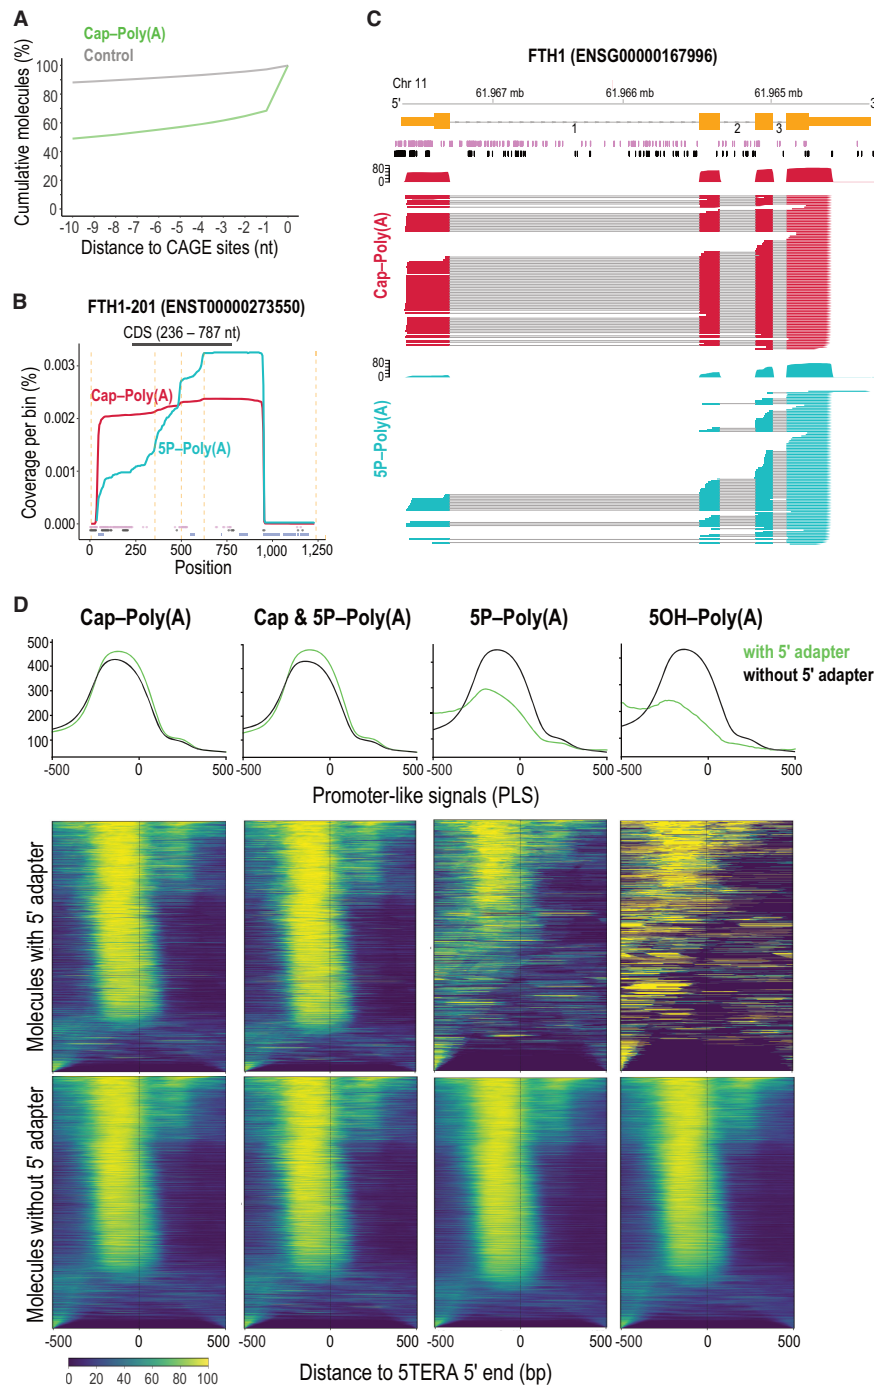 A
Cap–Poly(A)
Control
Cumulative molecules (%)
100
80
60
40
20
0
-10 -9 -8 -7 -6 -5 -4 -3 -2 -1 0
Distance to CAGE sites (nt)
B
FTH1-201 (ENST00000273550)
CDS (236 – 787 nt)
Coverage per bin (%)
0.003
0.002
0.001
0.000
Cap–Poly(A)
5P–Poly(A)
0 250 500 750 1,000 1,250
Position
C
FTH1 (ENSG00000167996)
Chr 11
61.967 mb 61.966 mb 61.965 mb
5' 3
1 2 3
80
0
Cap–Poly(A)
80
0
5P–Poly(A)
D
Cap–Poly(A) Cap & 5P–Poly(A) 5P–Poly(A) 5OH–Poly(A)
500
400
300
200
100
with 5' adapter
without 5' adapter
-500 0 500 -500 0 500 -500 0 500 -500 0 500
Promoter-like signals (PLS)
Molecules with 5' adapter
Molecules without 5' adapter
-500 0 500 -500 0 500 -500 0 500 -500 0 500
0 20 40 60 80 100
Distance to 5TERA 5' end (bp)